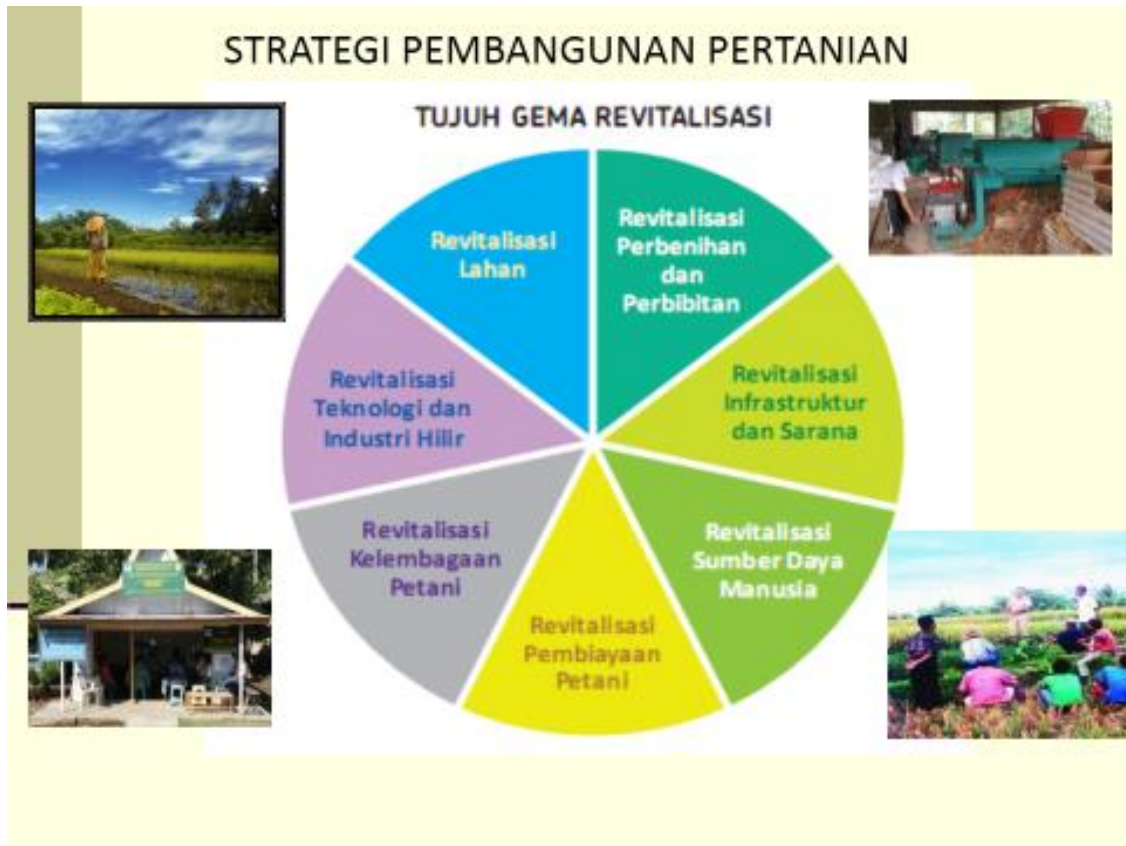 STRATEGI PEMBANGUNAN PERTANIAN
TUJUH GEMA REVITALISASI
Revitalisasi
Lahan
Revitalisasi
Perbenihan
dan
Perbibitan
Revitalisasi
Infrastruktur
dan Sarana
Revitalisasi
Sumber Daya
Manusia
Revitalisasi
Pembiayaan
Petani
Revitalisasi
Kelembagaan
Petani
Revitalisasi
Teknologi dan
Industri Hilir